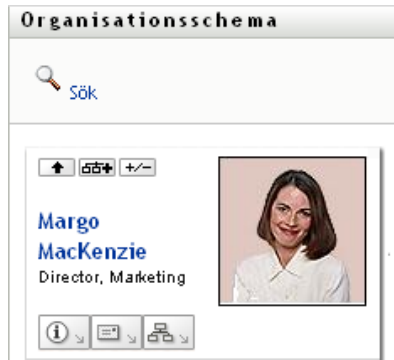 Organisationsschema
Sök
+/-
Margo
MacKenzie
Director, Marketing